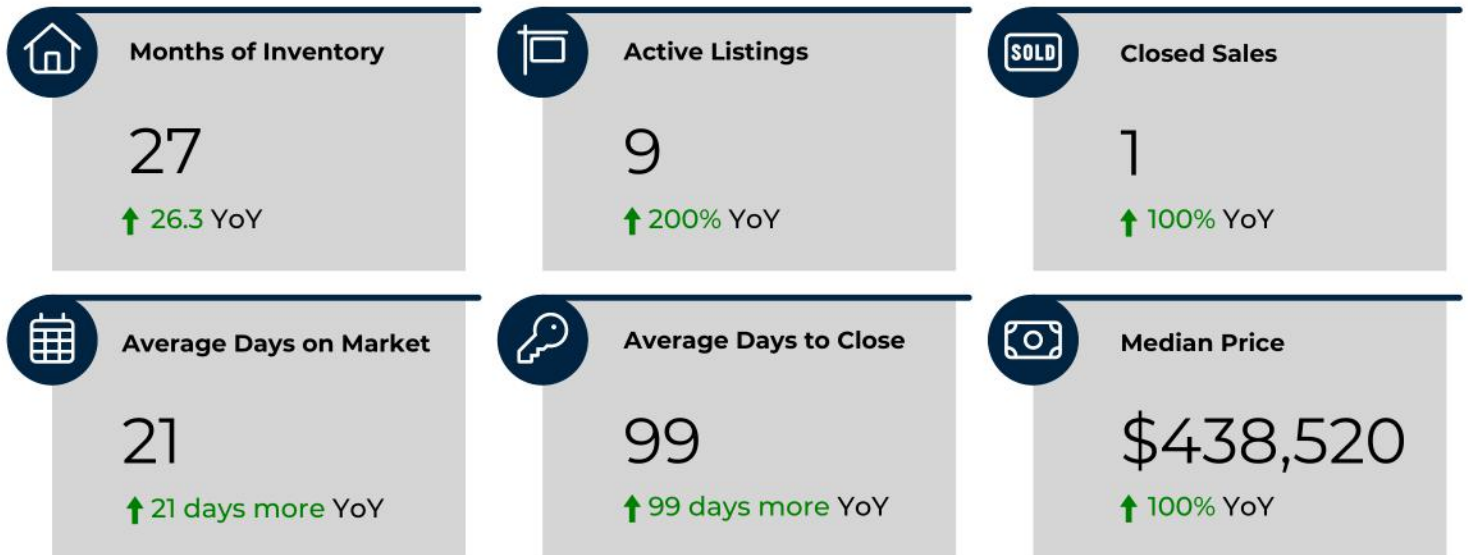 Months of Inventory
27
26.3 YoY
Active Listings
9
200% YoY
SOLD
Closed Sales
1
100% YoY
Average Days on Market
21
21 days more YoY
Average Days to Close
99
99 days more YoY
Median Price
$438,520
100% YoY